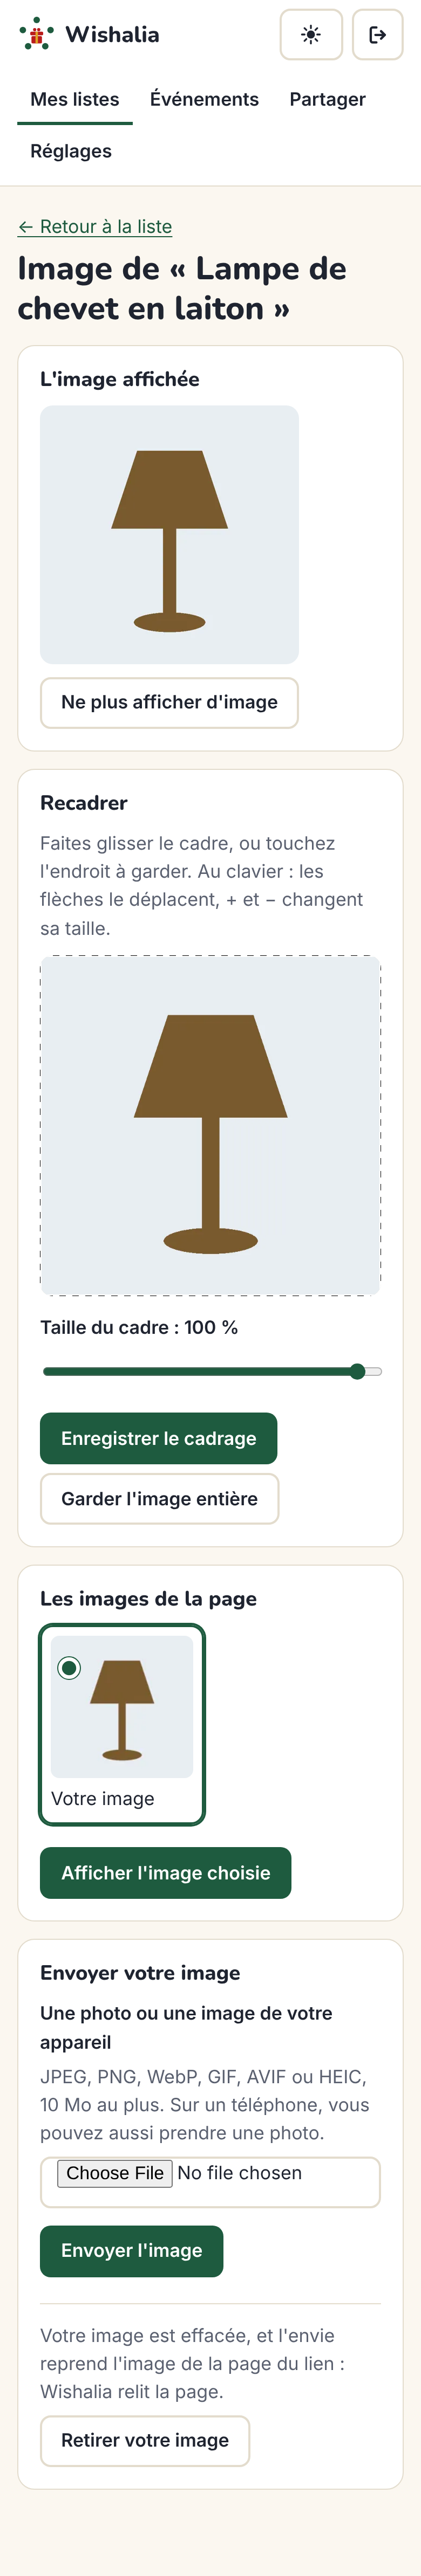 Wishalia
Mes listes
Événements
Partager
Réglages
← Retour à la liste
Image de « Lampe de
chevet en laiton »
L'image affichée
Ne plus afficher d'image
Recadrer
Faites glisser le cadre, ou touchez
l'endroit à garder. Au clavier : les
flèches le déplacent, + et − changent
sa taille.
Taille du cadre : 100 %
Enregistrer le cadrage
Garder l'image entière
Les images de la page
Votre image
Afficher l'image choisie
Envoyer votre image
Une photo ou une image de votre
appareil
JPEG, PNG, WebP, GIF, AVIF ou HEIC,
10 Mo au plus. Sur un téléphone, vous
pouvez aussi prendre une photo.
Choose File No file chosen
Envoyer l'image
Votre image est effacée, et l'envie
reprend l'image de la page du lien :
Wishalia relit la page.
Retirer votre image